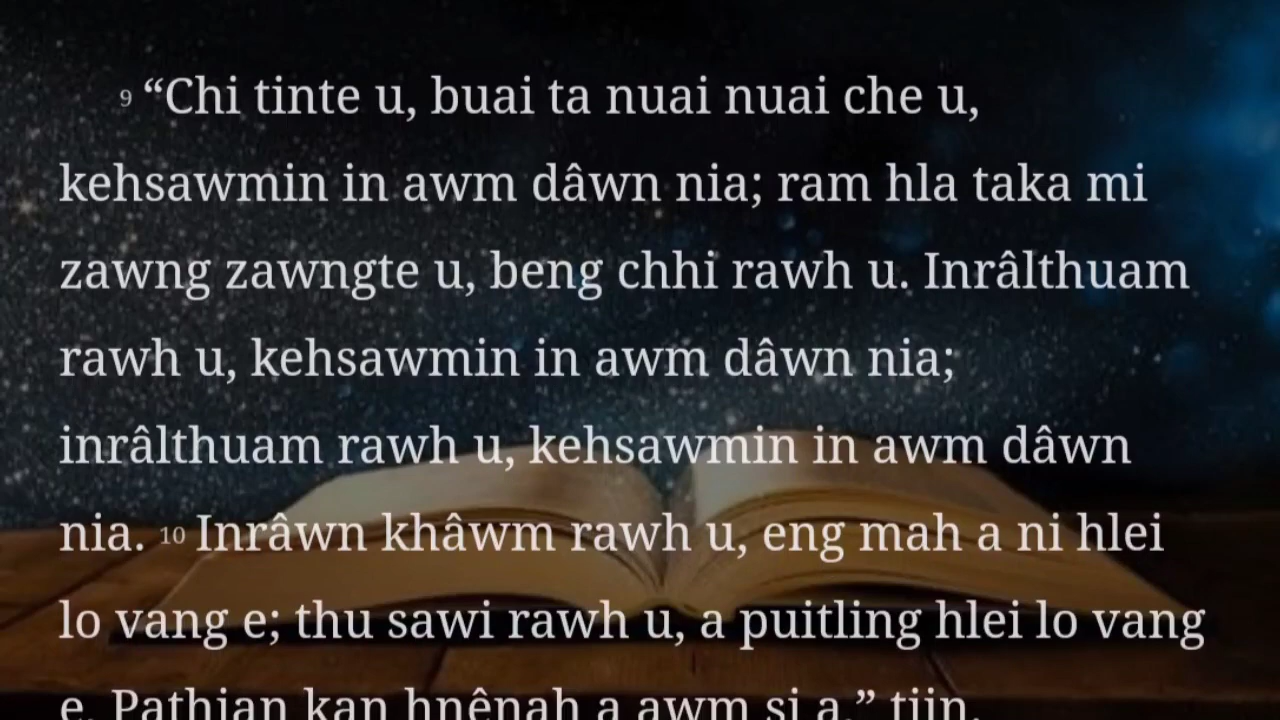 9 “Chi tinte u, buai ta nuai nuai che u,
kehsawmin in awm dâwn nia; ram hla taka mi
zawng zawngte u, beng chhi rawh u. Inrâlthuam
rawh u, kehsawmin in awm dâwn nia;
inrâlthuam rawh u, kehsawmin in awm dâwn
nia. 10 Inrâwn khâwm rawh u, eng mah a ni hlei
lo vang e; thu sawi rawh u, a puitling hlei lo vang
e, Pathian kan hnênah a awm si a,” tiin.